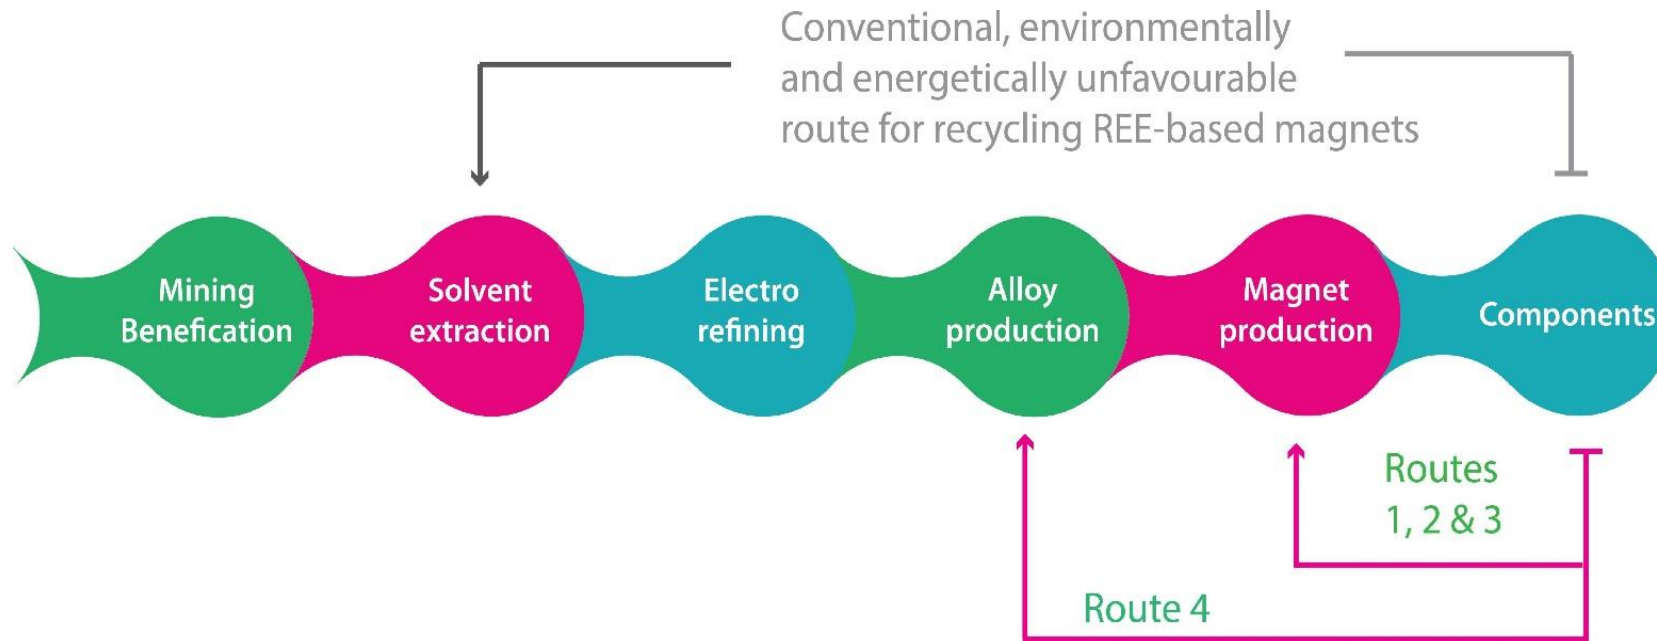 Conventional, environmentally
and energetically unfavourable
route for recycling REE-based magnets
Mining
Benefication
Solvent
extraction
Electro
refining
Alloy
production
Magnet
production
Components
Routes
1, 2 & 3
Route 4